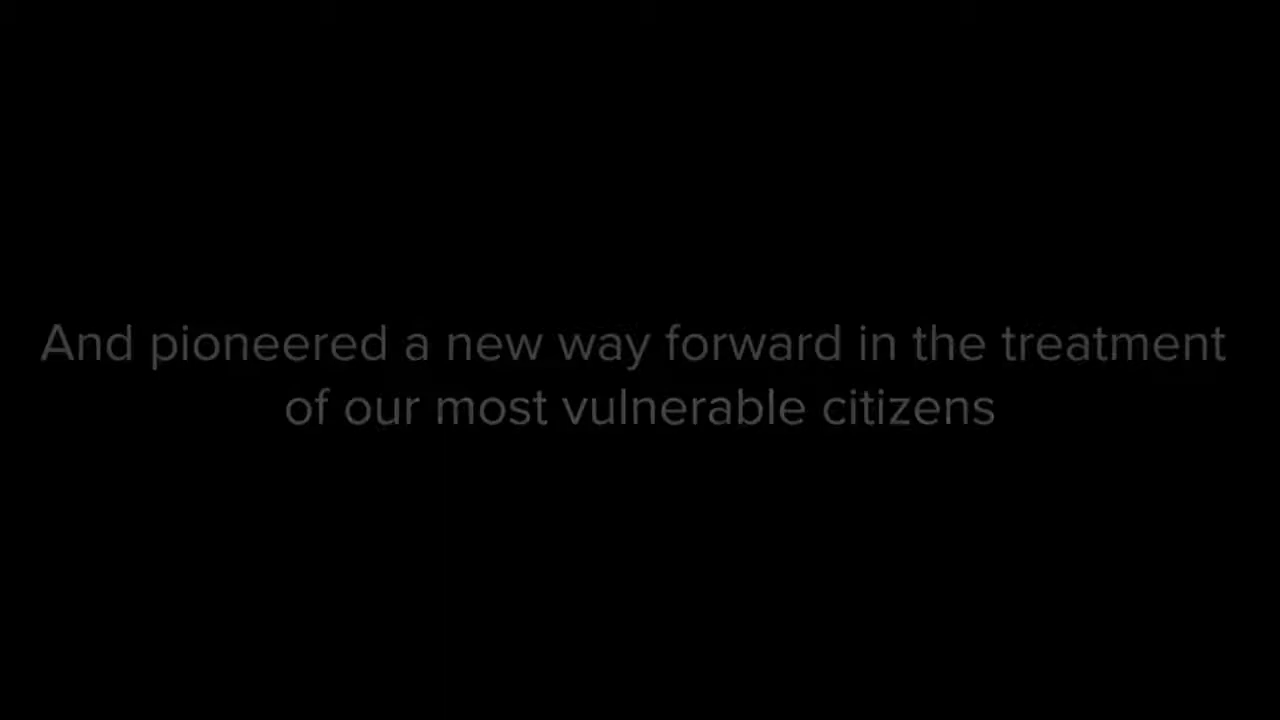 And pioneered a new way forward in the treatment
of our most vulnerable citizens